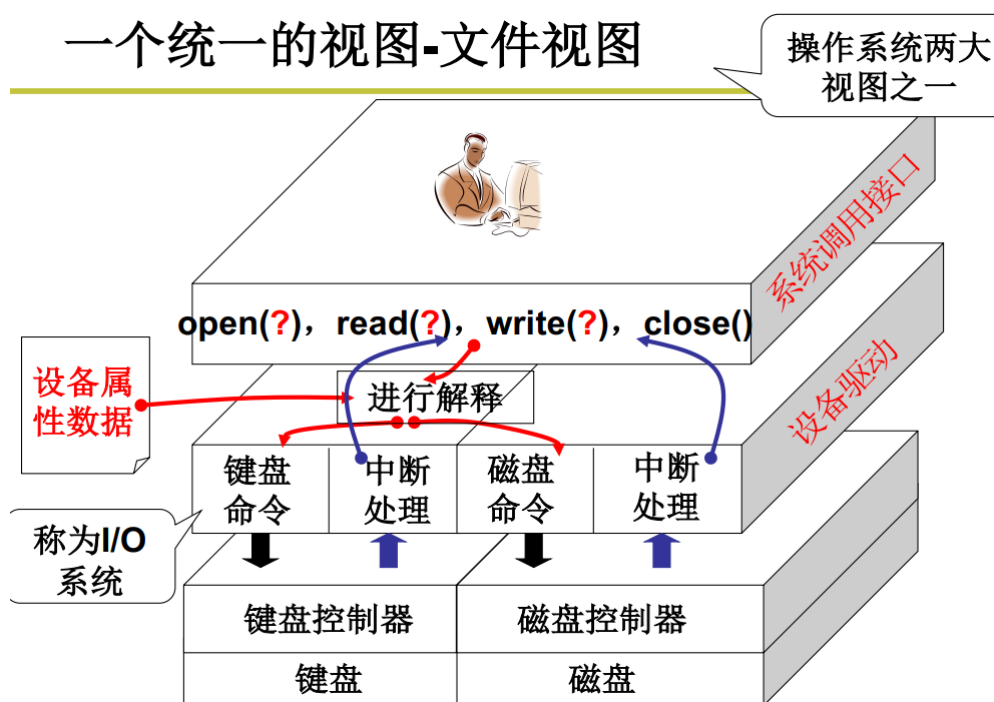 一个统一的视图-文件视图
操作系统两大
视图之一
系统调用接口
open(?)，read(?)，write(?)，close()
设备属
性数据
进行解释
设备驱动
键盘
命令
中断
处理
磁盘
命令
中断
处理
称为I/O
系统
键盘控制器
磁盘控制器
键盘
磁盘